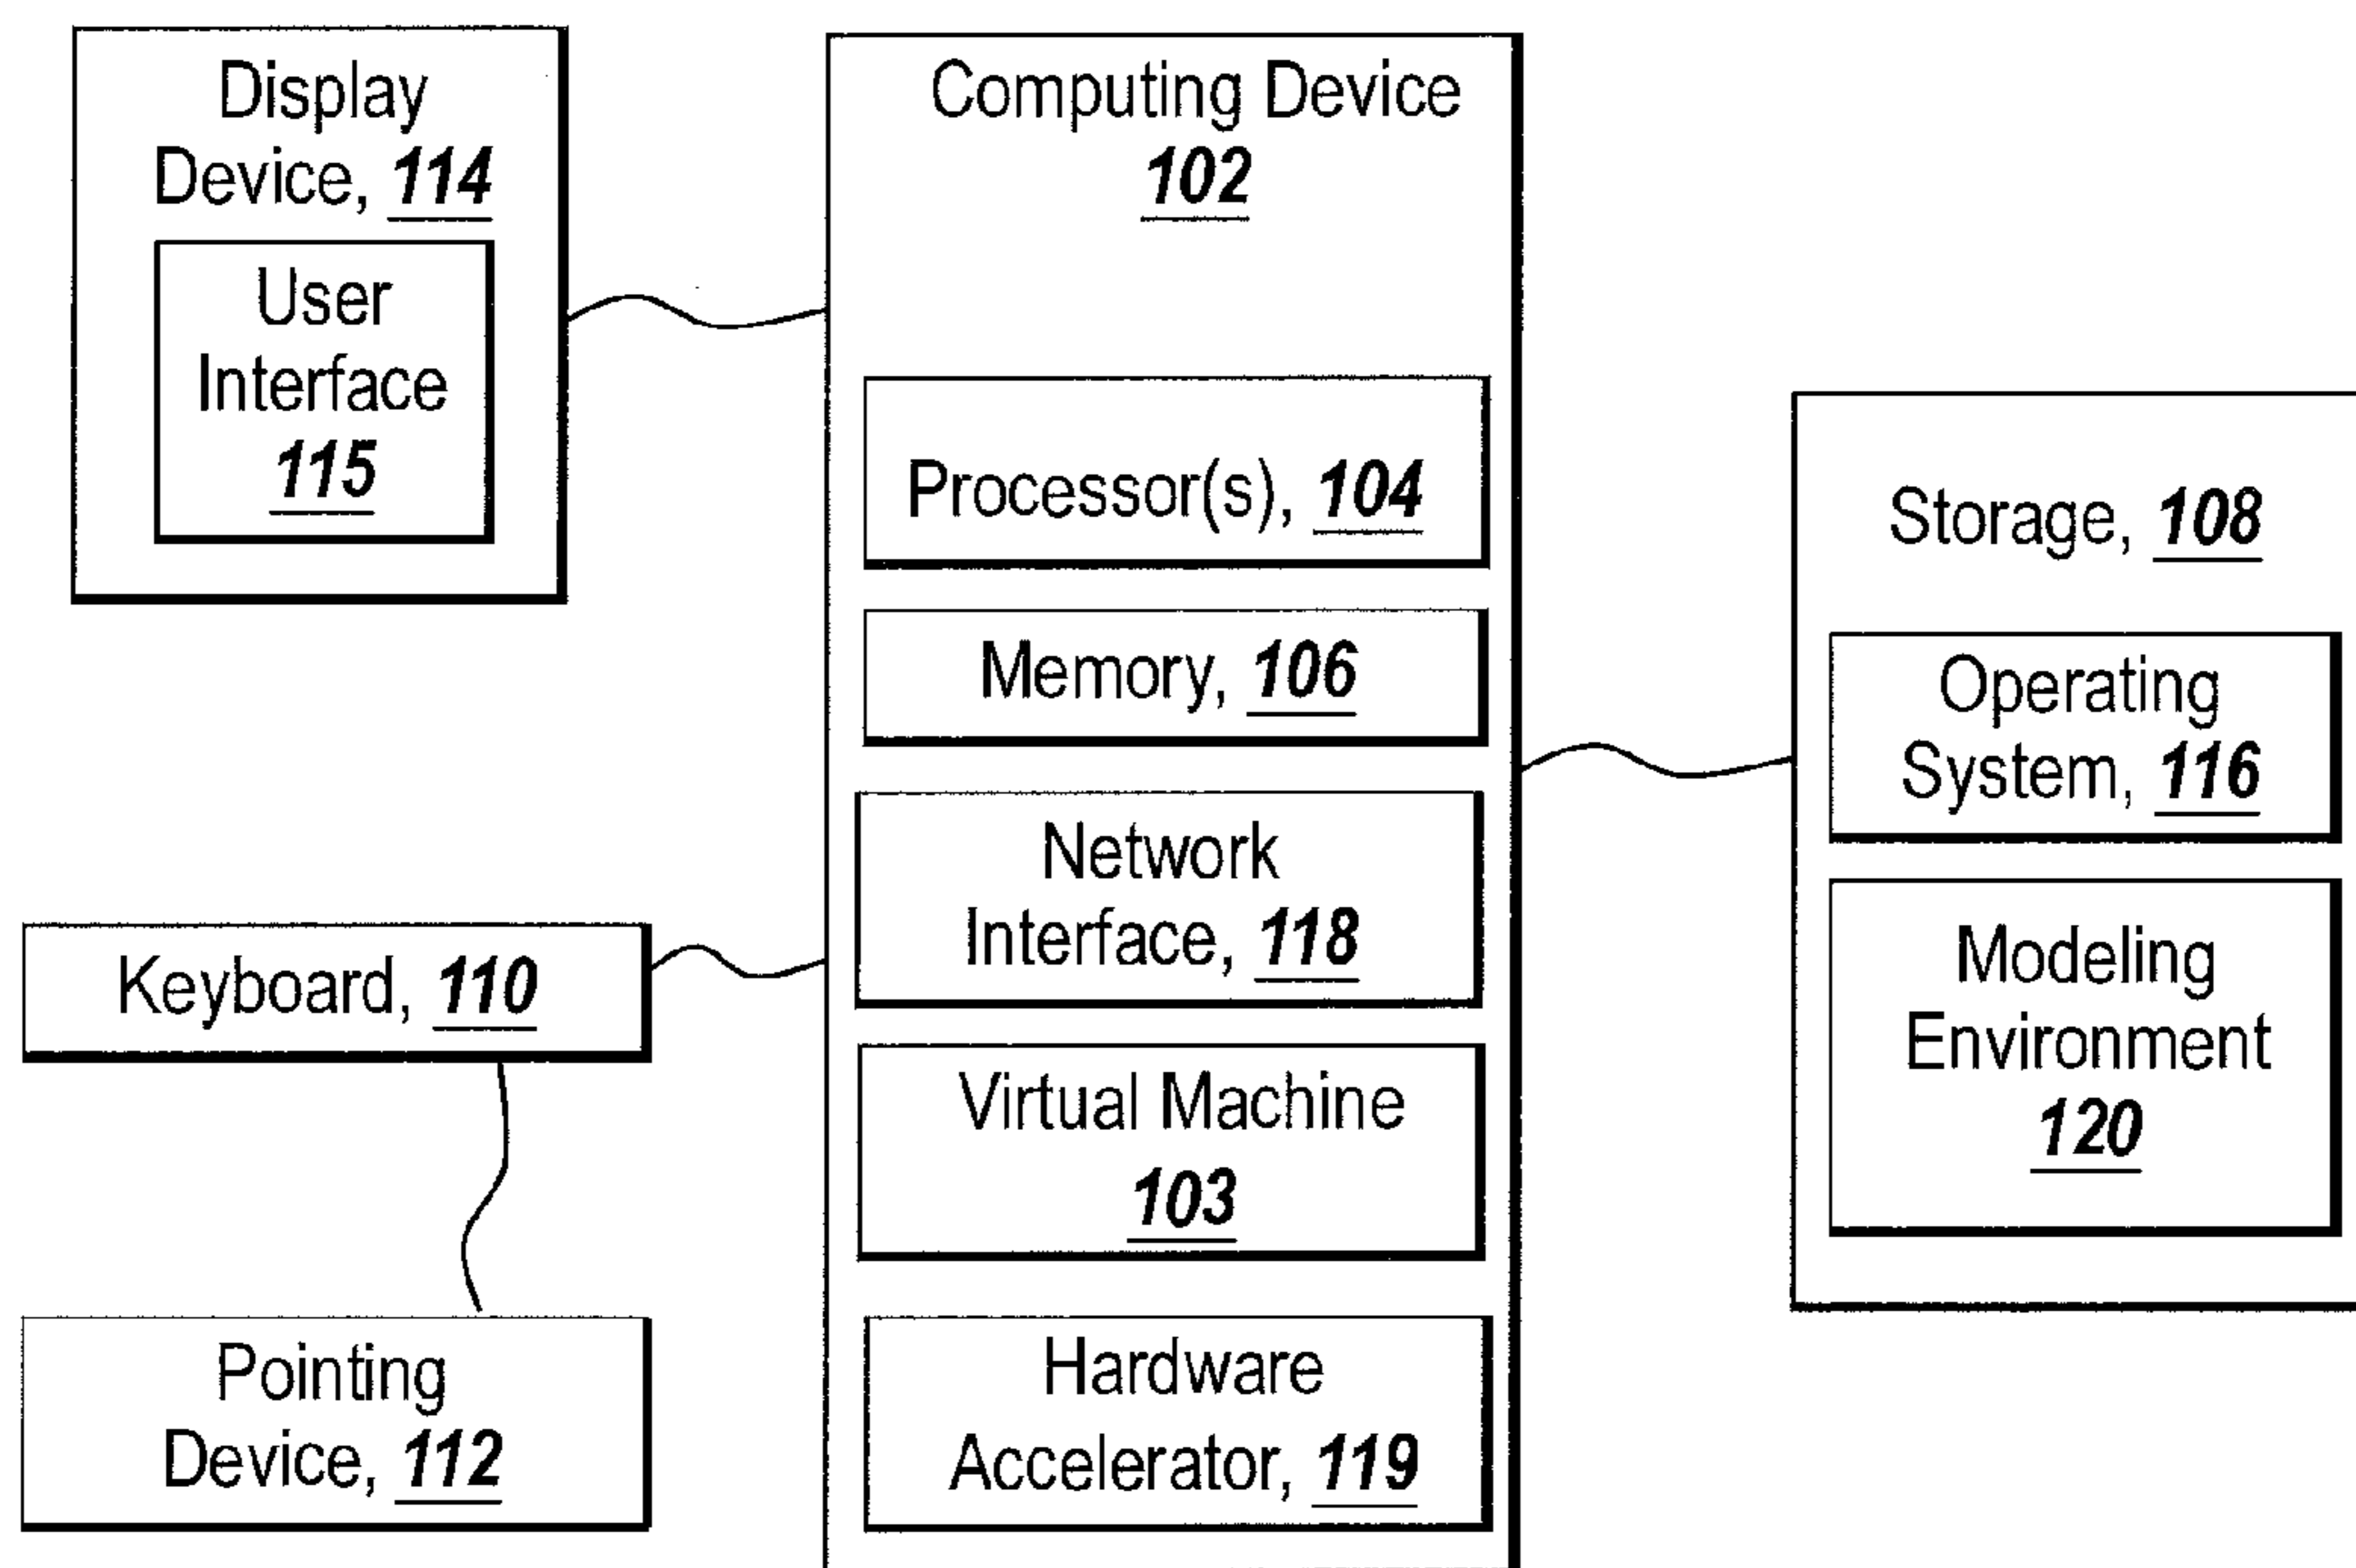 Display
Device, 114
User
Interface
115
Computing Device
102
Processor(s), 104
Memory, 106
Network
Interface, 118
Virtual Machine
103
Hardware
Accelerator, 119
Storage, 108
Operating
System, 116
Modeling
Environment
120
Keyboard, 110
Pointing
Device, 112